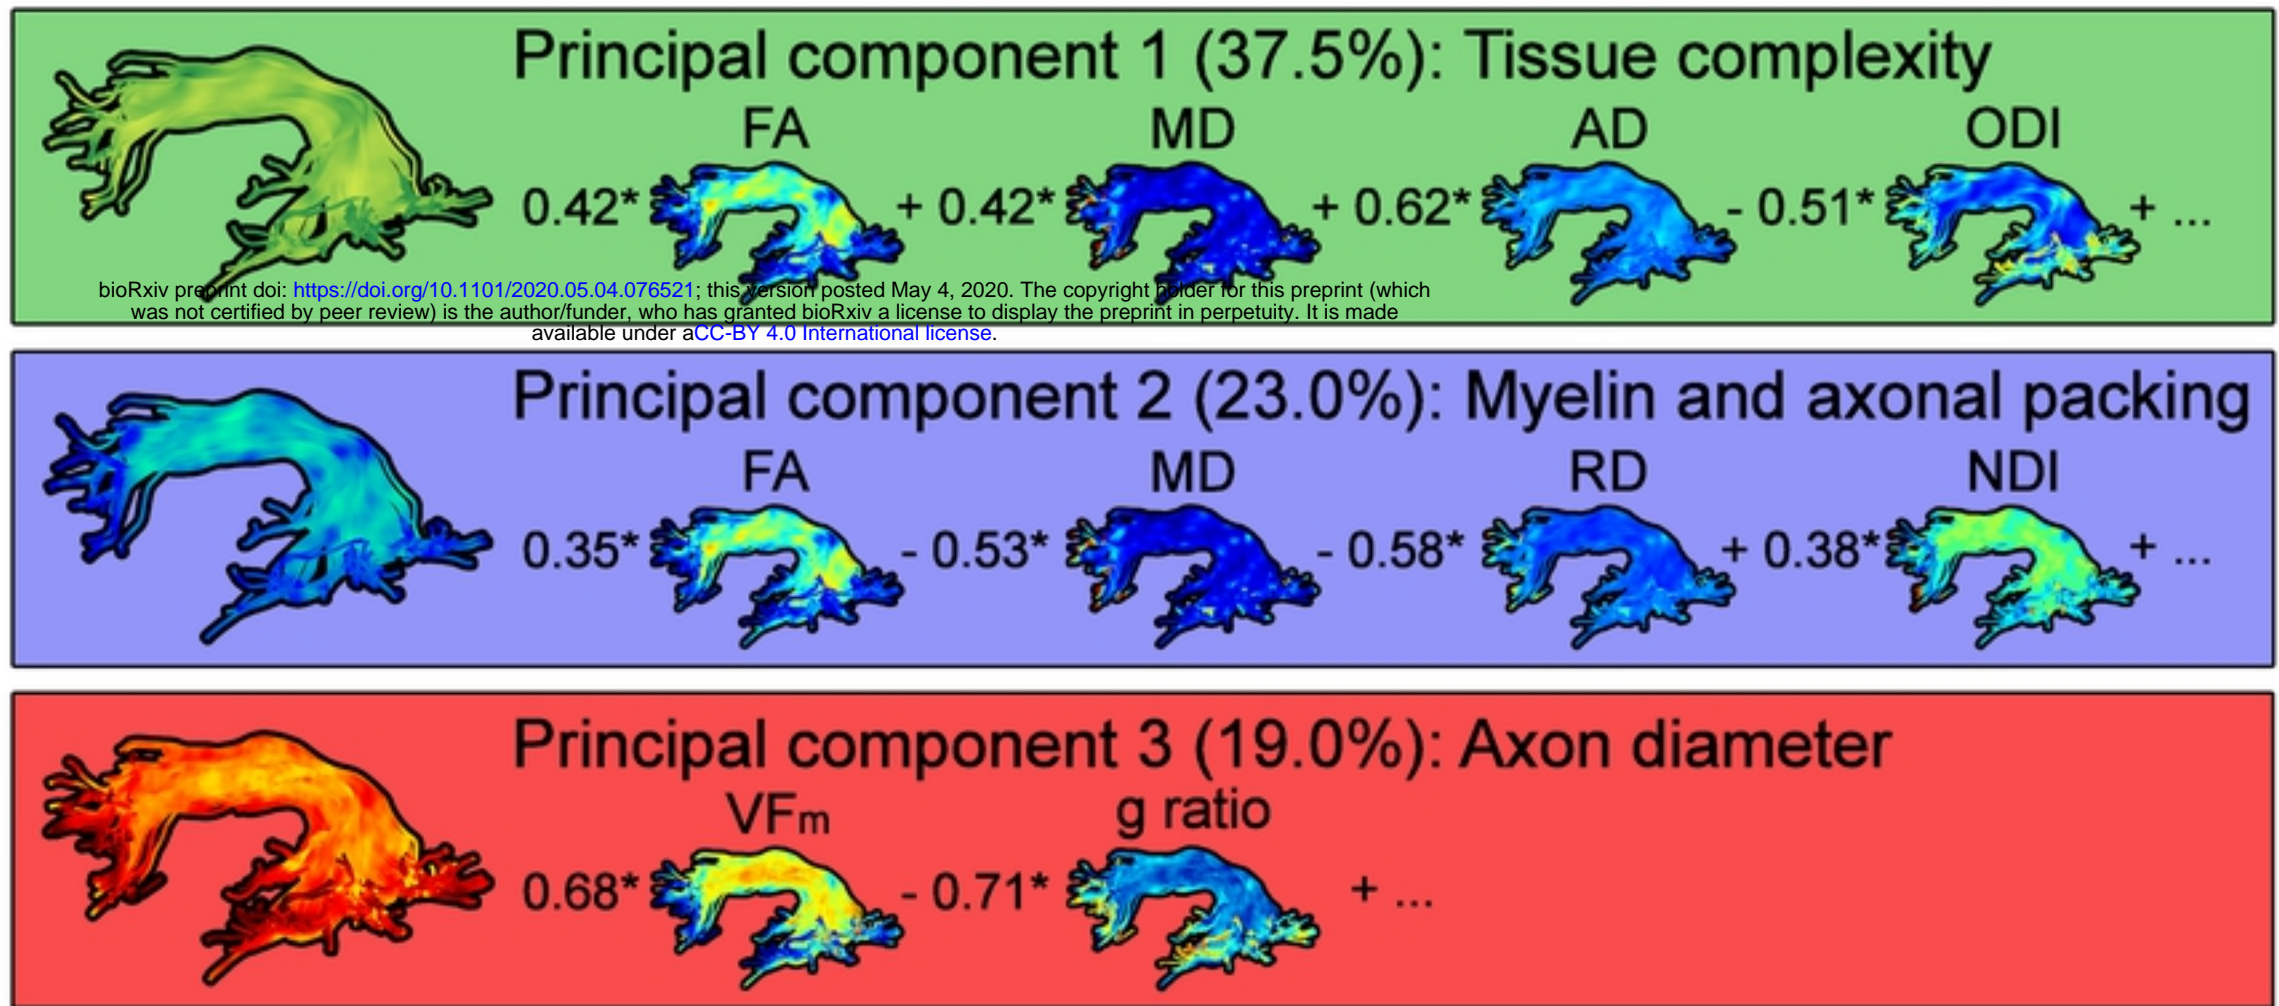 Principal component 1 (37.5%): Tissue complexity
FA MD AD ODI
0.42* + 0.42* + 0.62* - 0.51* + ...
bioRxiv preprint doi: https://doi.org/10.1101/2020.05.04.076521; this version posted May 4, 2020. The copyright holder for this preprint (which
was not certified by peer review) is the author/funder, who has granted bioRxiv a license to display the preprint in perpetuity. It is made
available under aCC-BY 4.0 International license.
Principal component 2 (23.0%): Myelin and axonal packing
FA MD RD NDI
0.35* - 0.53* - 0.58* + 0.38* + ...
Principal component 3 (19.0%): Axon diameter
VFm g ratio
0.68* - 0.71* + ...